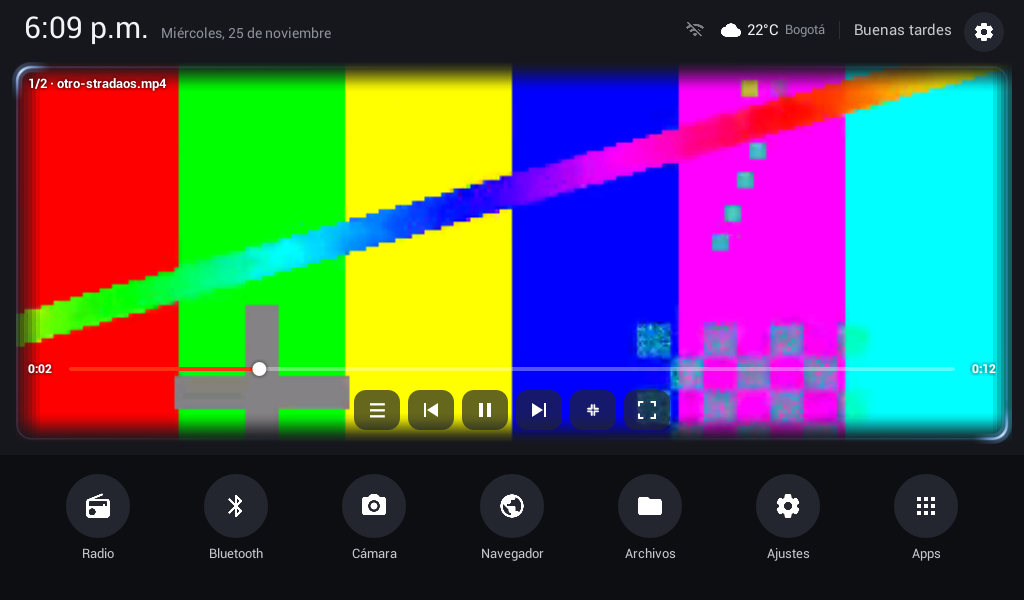 6:09 p.m.
Miércoles, 25 de noviembre
22°C
Bogotá
Buenas tardes
1/2 · otro-stradaos.mp4
0:02
0:12
Radio
Bluetooth
Cámara
Navegador
Archivos
Ajustes
Apps